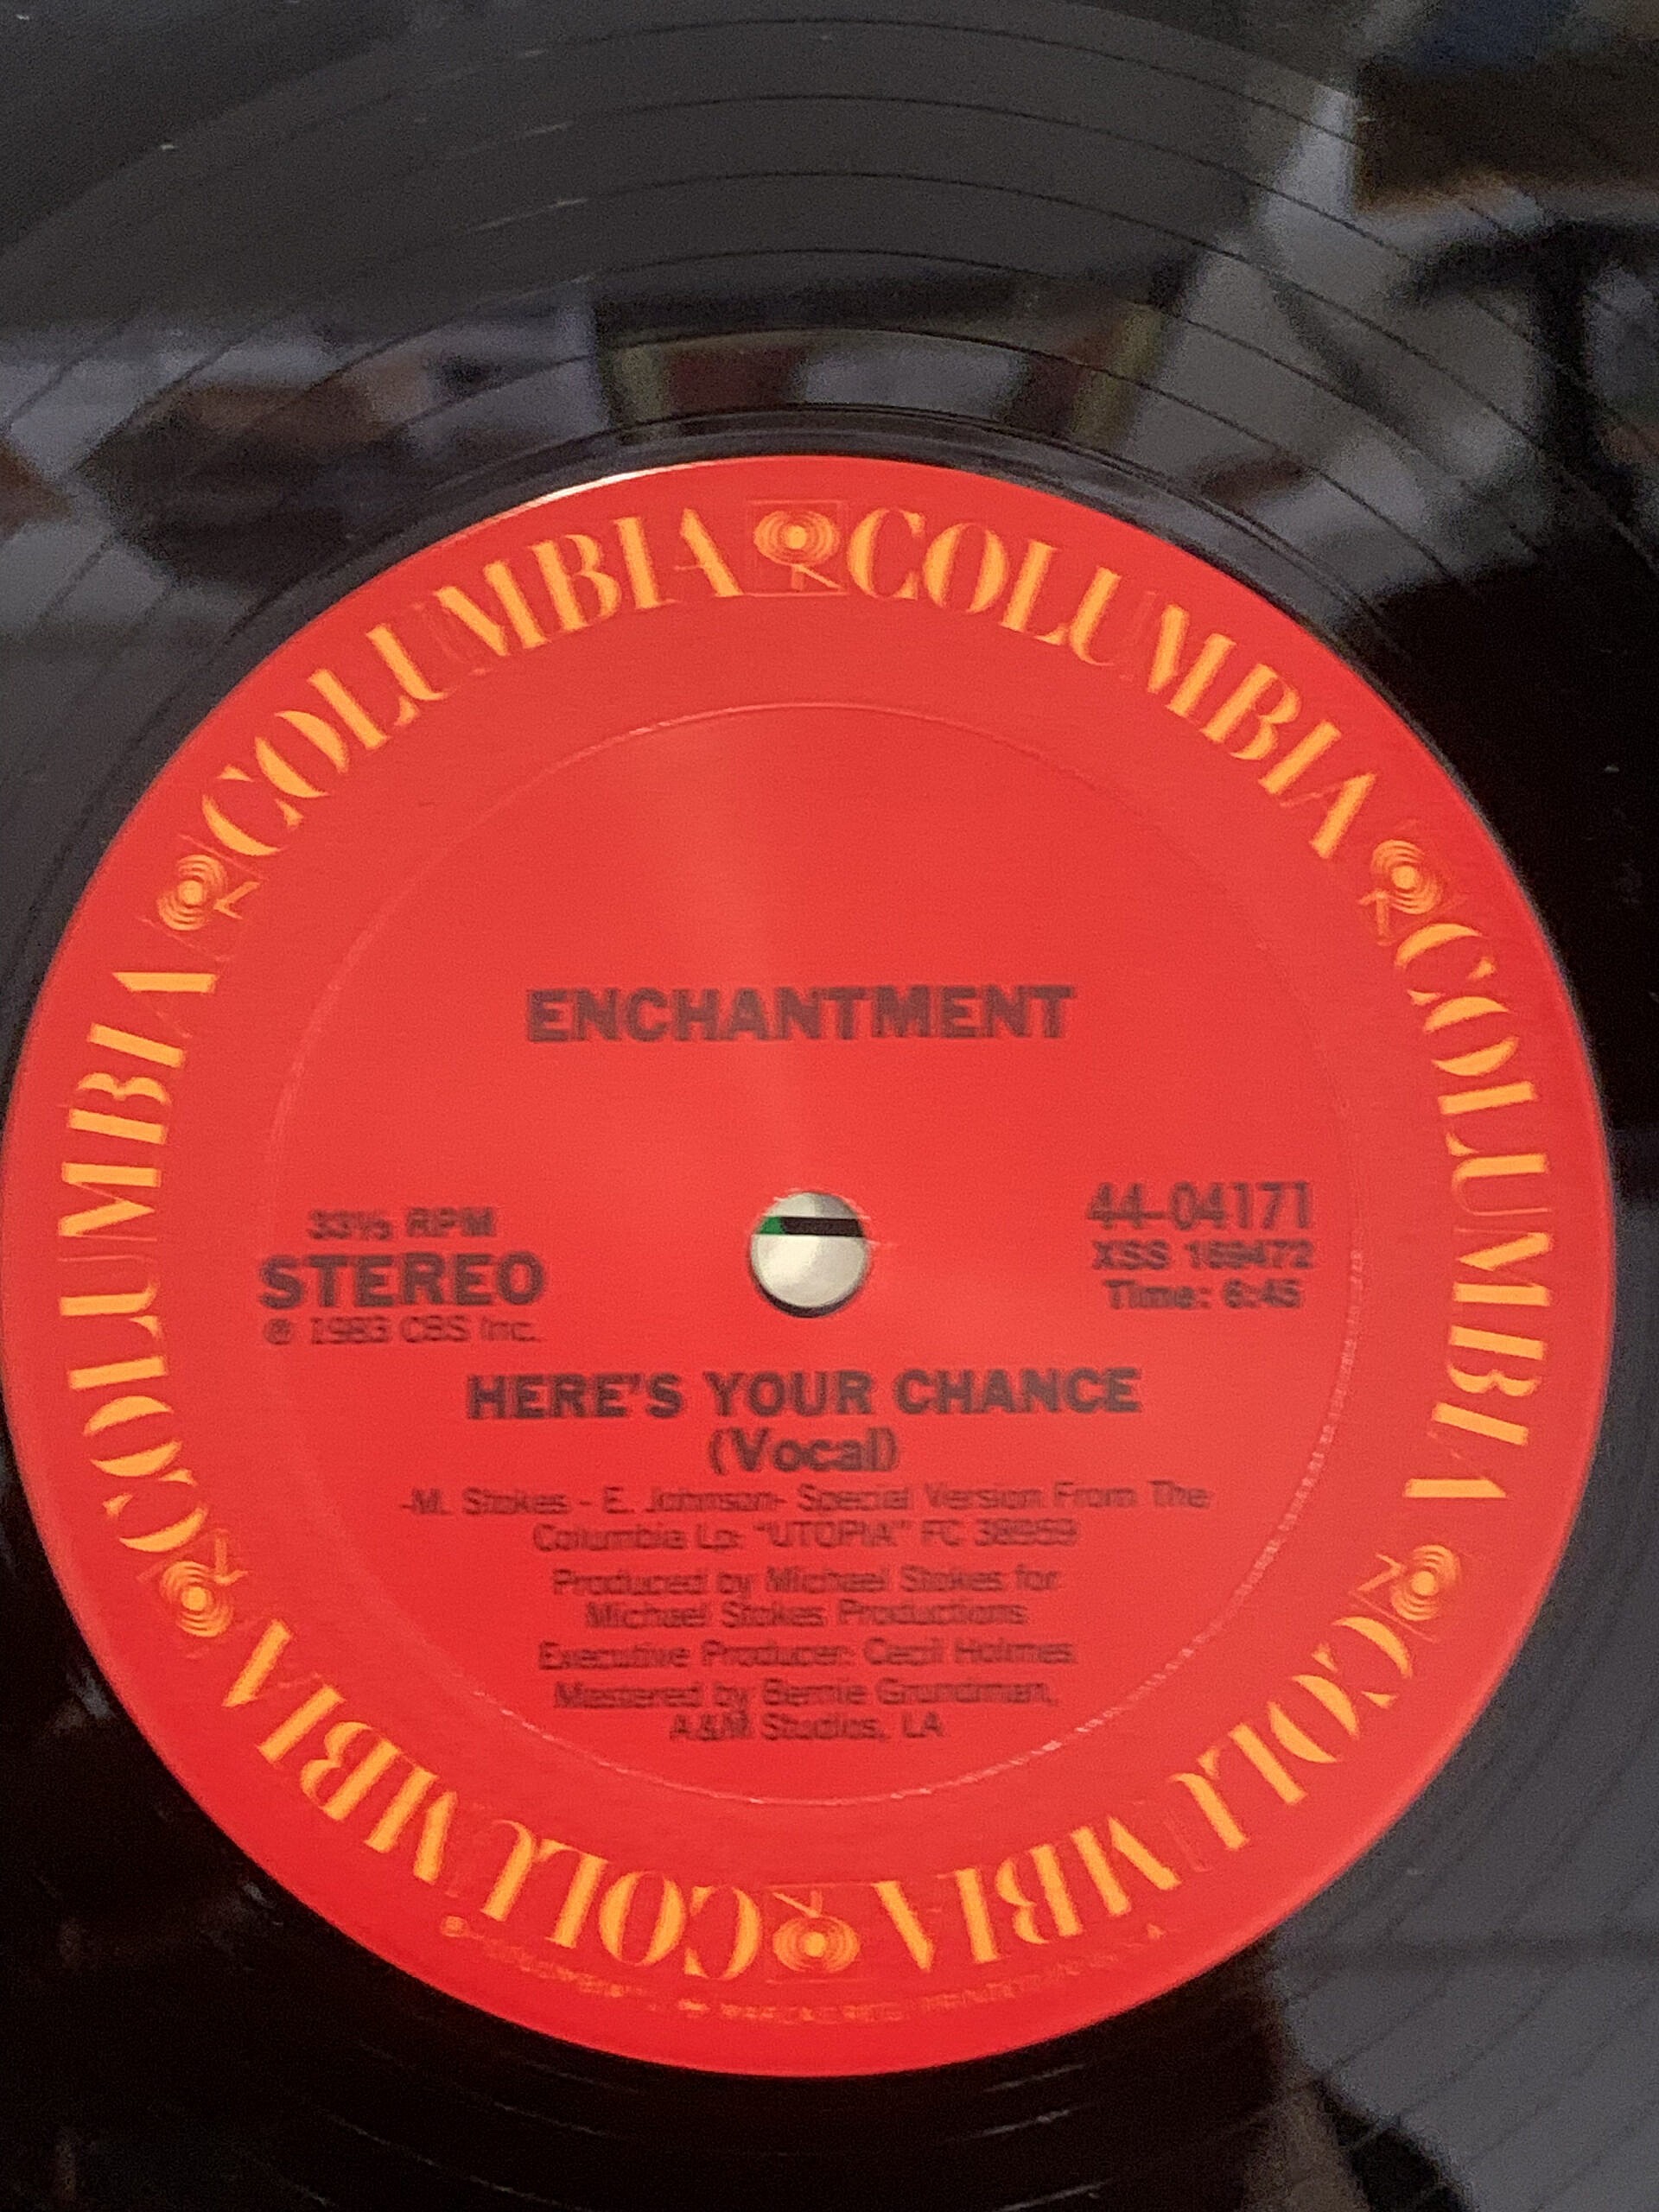 COLUMBIA COLUMBIA COLUMBIA COLUMBIA COLUMBIA COLUMBIA
ENCHANTMENT
33⅓ RPM
STEREO
℗ 1983 CBS Inc.
44-04171
XSS 169472
Time: 6:45
HERE'S YOUR CHANCE
(Vocal)
-M. Stokes - E. Johnson- Special Version From The
Columbia Lp: "UTOPIA" FC 38959
Produced by Michael Stokes for
Michael Stokes Productions
Executive Producer: Cecil Holmes
Mastered by Bernie Grundman,
A&M Studios, LA